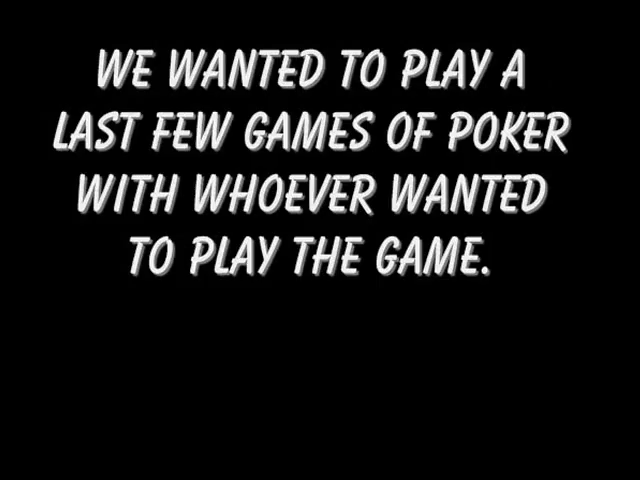 WE WANTED TO PLAY A
LAST FEW GAMES OF POKER
WITH WHOEVER WANTED
TO PLAY THE GAME.